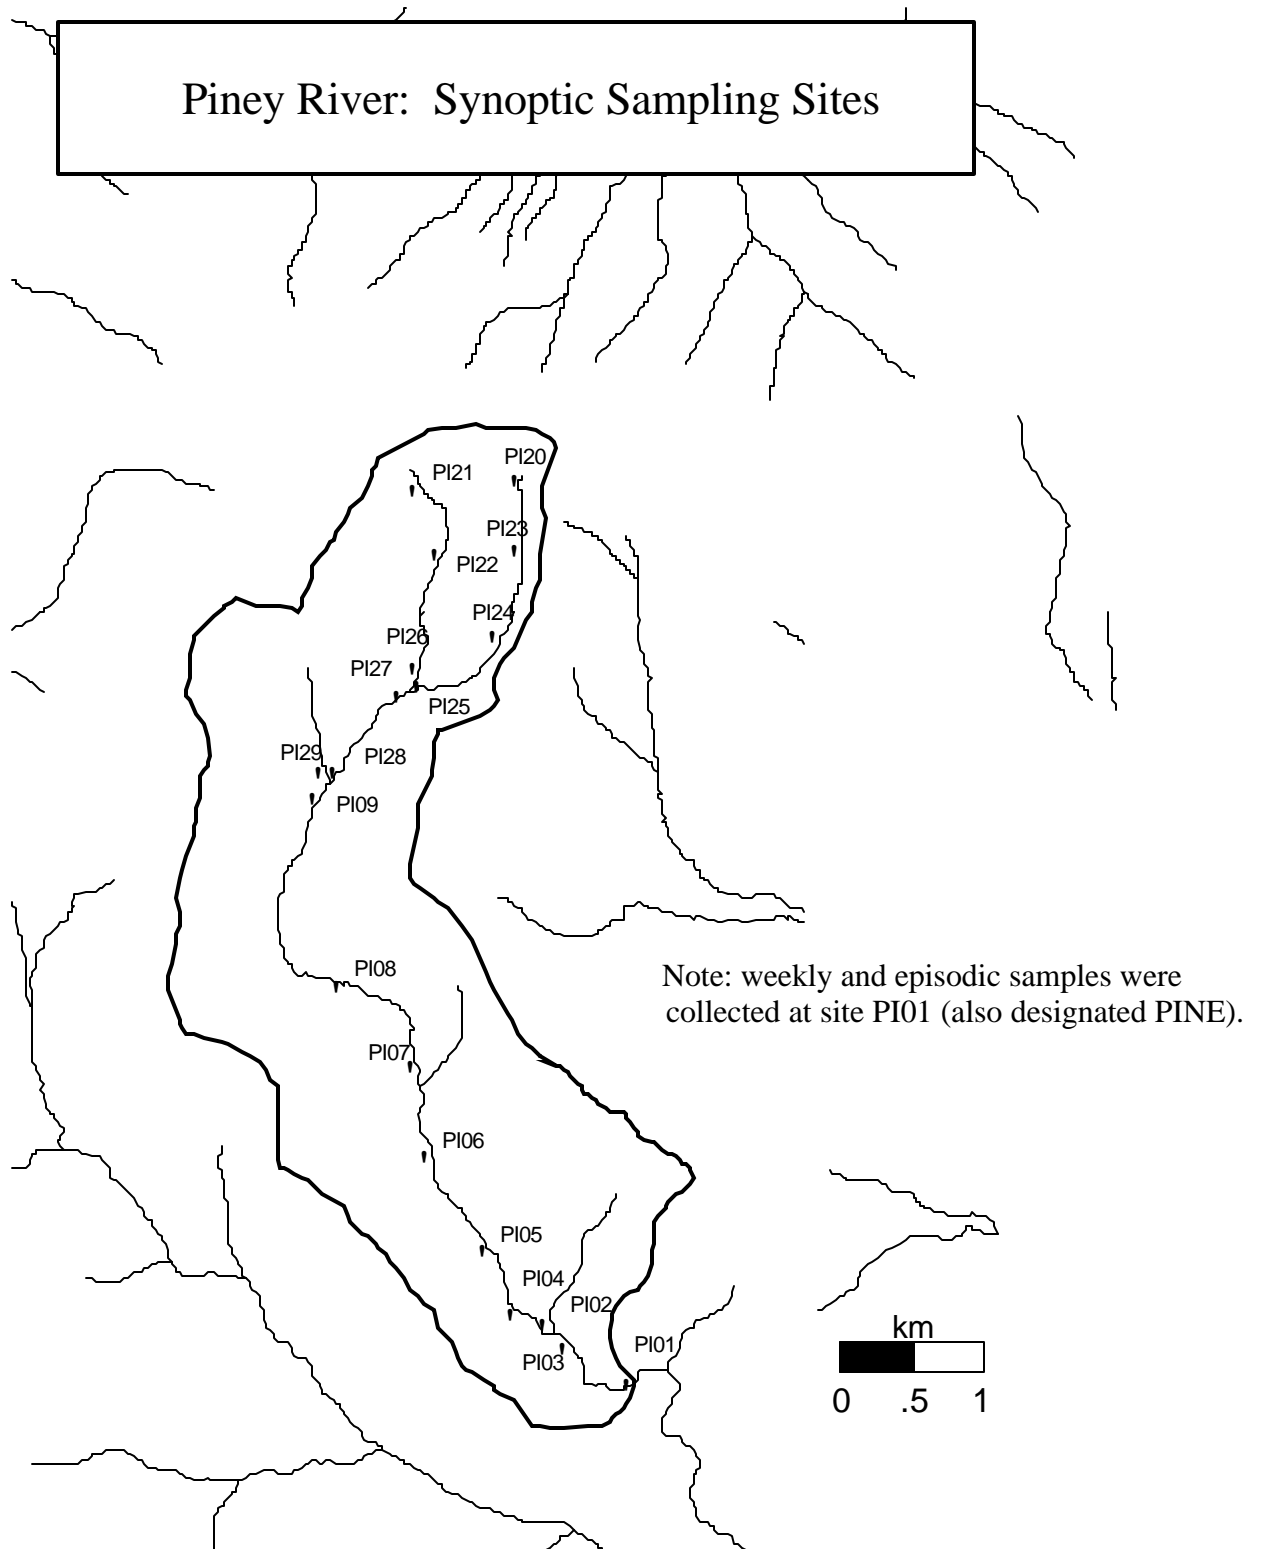 Piney River: Synoptic Sampling Sites
PI20
PI21
PI23
PI22
PI24
PI26
PI27
PI25
PI29
PI28
PI09
PI08
Note: weekly and episodic samples were
collected at site PI01 (also designated PINE).
PI07
PI06
PI05
PI04
PI02
km
PI01
PI03
0 .5 1